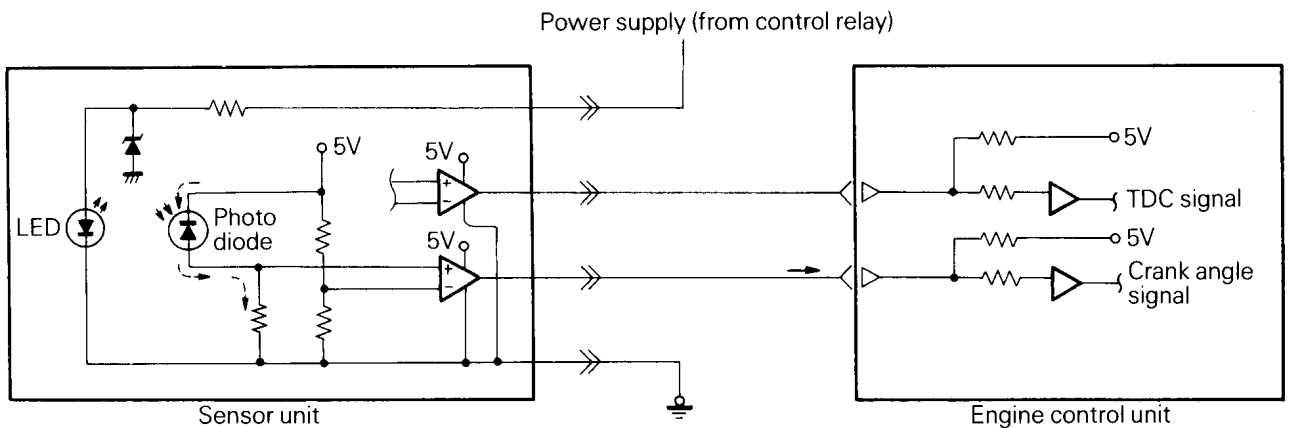 Power supply (from control relay)
5V
5V
5V
TDC signal
LED
Photo
diode
5V
5V
Crank angle
signal
Sensor unit
Engine control unit